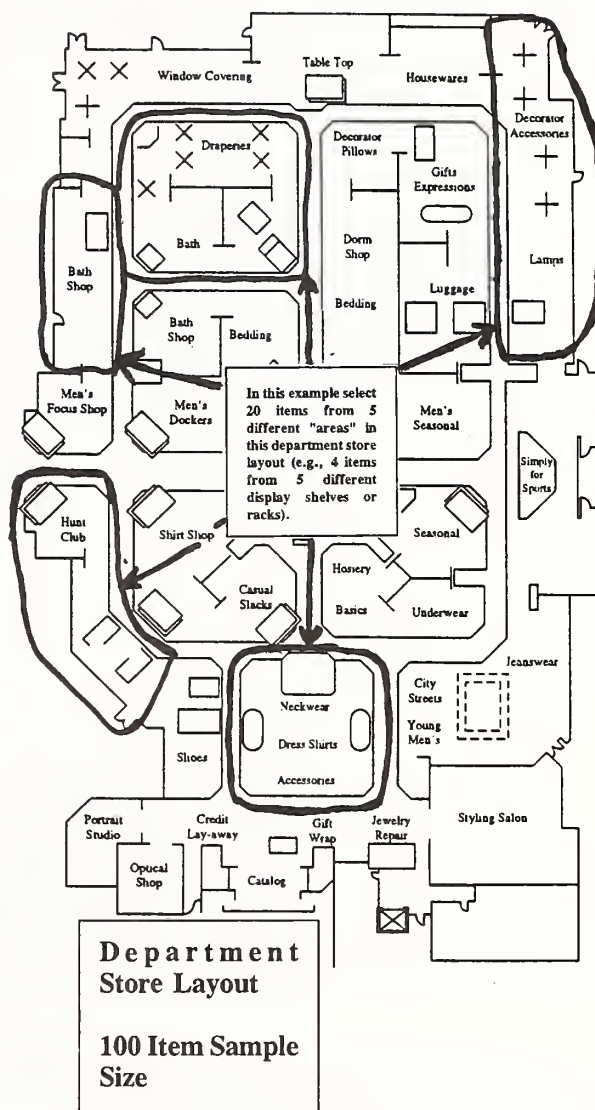 Window Covering
Table Top
Housewares
Draperies
Bath
Decorator
Pillows
Gifts
Expressions
Decorator
Accessories
Dorm
Shop
Bedding
Luggage
Lamps
Bath
Shop
Bath
Shop
Bedding
Men's
Focus Shop
Men's
Dockers
In this example select
20 items from 5
different "areas" in
this department store
layout (e.g., 4 items
from 5 different
display shelves or
racks).
Men's
Seasonal
Simply
for
Sports
Hunt
Club
Shirt Shop
Casual
Slacks
Seasonal
Hosiery
Basics
Underwear
Neckwear
Dress Shirts
Accessories
Shoes
City
Streets
Young
Men's
Jeanswear
Portrait
Studio
Credit
Lay-away
Gift
Wrap
Jewelry
Repair
Styling Salon
Optical
Shop
Catalog
Department
Store Layout
100 Item Sample
Size